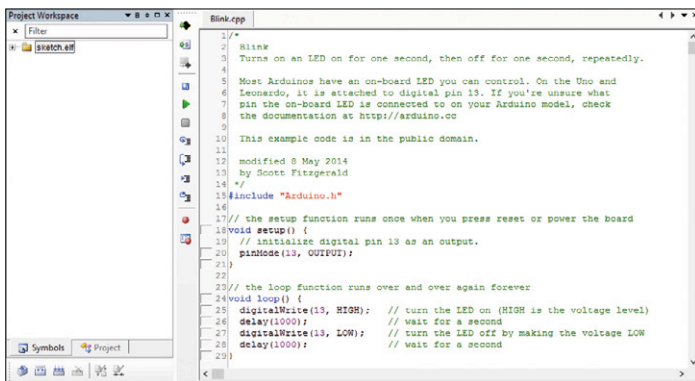 Project Workspace
Filter
sketch.elf
Symbols
Project
Blink.cpp
1 /*
2 Blink
3 Turns on an LED on for one second, then off for one second, repeatedly.
4
5 Most Arduinos have an on-board LED you can control. On the Uno and
6 Leonardo, it is attached to digital pin 13. If you're unsure what
7 pin the on-board LED is connected to on your Arduino model, check
8 the documentation at http://arduino.cc
9
10 This example code is in the public domain.
11
12 modified 8 May 2014
13 by Scott Fitzgerald
14 */
15 #include "Arduino.h"
16
17 // the setup function runs once when you press reset or power the board
18 void setup() {
19 // initialize digital pin 13 as an output.
20 pinMode(13, OUTPUT);
21 }
22
23 // the loop function runs over and over again forever
24 void loop() {
25 digitalWrite(13, HIGH); // turn the LED on (HIGH is the voltage level)
26 delay(1000); // wait for a second
27 digitalWrite(13, LOW); // turn the LED off by making the voltage LOW
28 delay(1000); // wait for a second
29 }